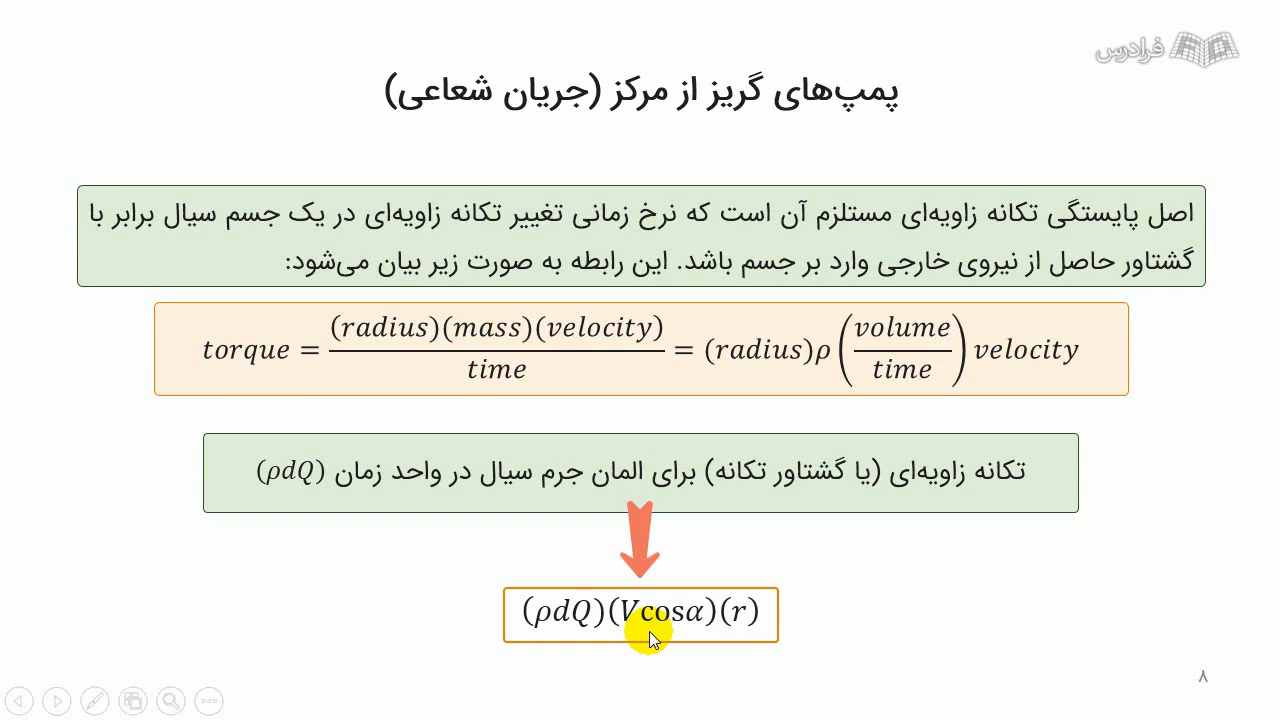 فرادرس
پمپ‌های گریز از مرکز (جریان شعاعی)
اصل پایستگی تکانه زاویه‌ای مستلزم آن است که نرخ زمانی تغییر تکانه زاویه‌ای در یک جسم سیال برابر با
گشتاور حاصل از نیروی خارجی وارد بر جسم باشد. این رابطه به صورت زیر بیان می‌شود:
torque = (radius)(mass)(velocity) / time = (radius)ρ (volume / time) velocity
تکانه زاویه‌ای (یا گشتاور تکانه) برای المان جرم سیال در واحد زمان (ρdQ)
(ρdQ)(Vcosα)(r)
۸